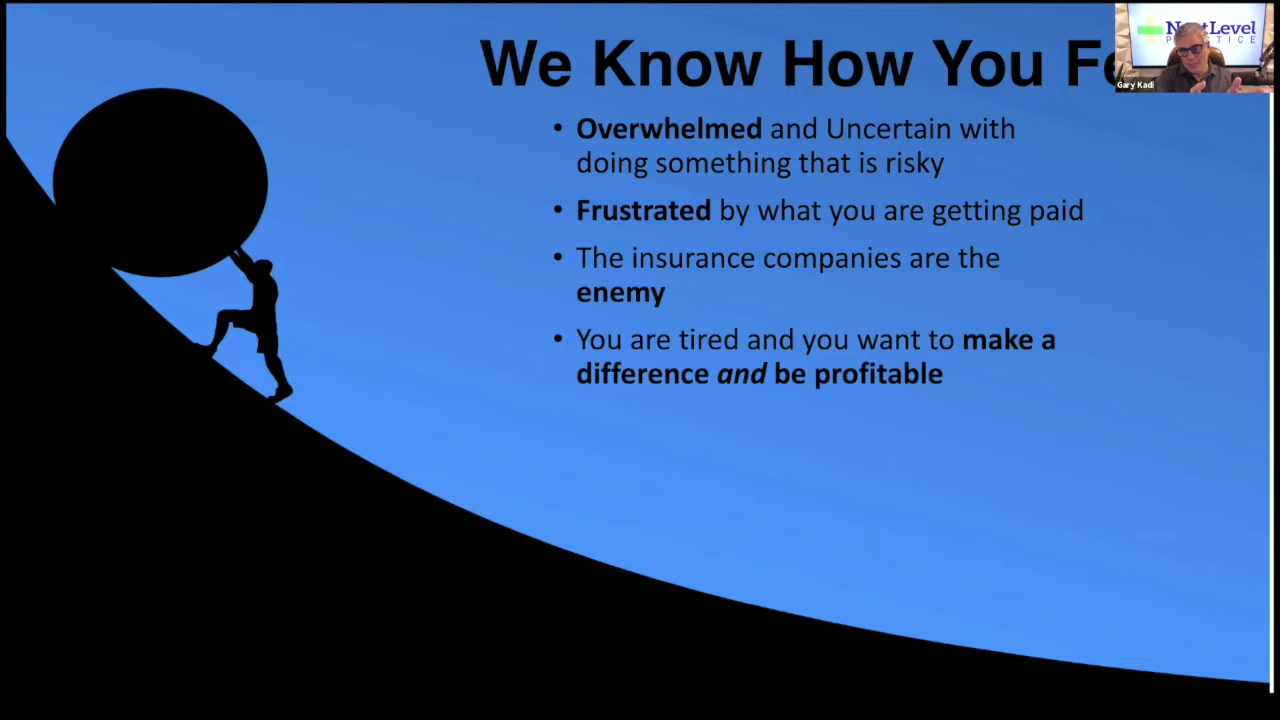 We Know How You Fe
NextLevel
PRACTICE
Gary Kadi
• Overwhelmed and Uncertain with
doing something that is risky
• Frustrated by what you are getting paid
• The insurance companies are the
enemy
• You are tired and you want to make a
difference and be profitable